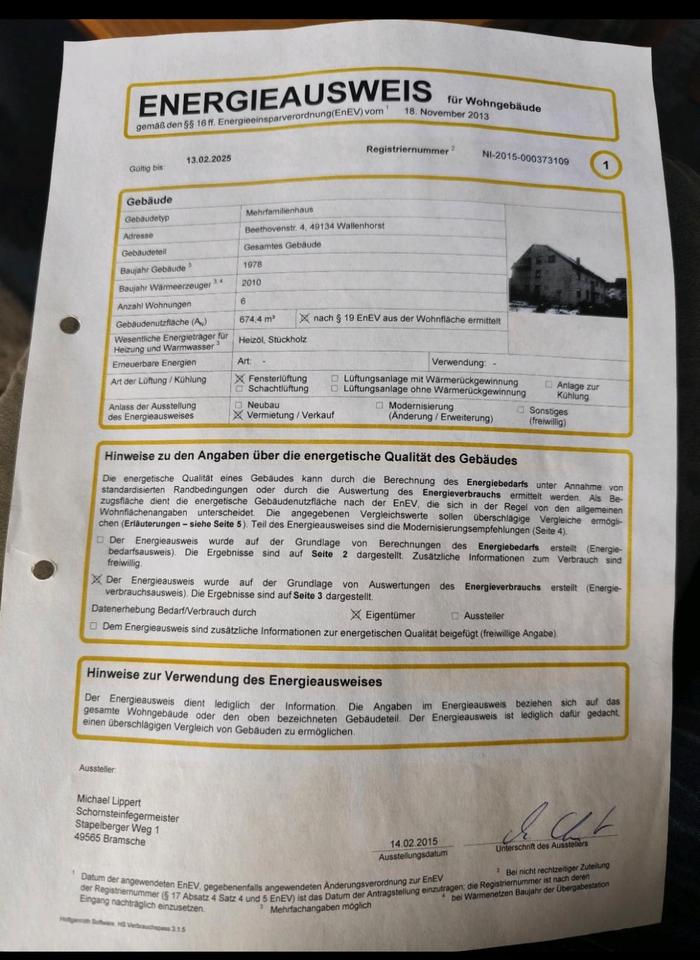 ENERGIEAUSWEIS für Wohngebäude
gemäß den §§ 16 ff. Energieeinsparverordnung(EnEV) vom ¹ 18. November 2013
Gültig bis: 13.02.2025 Registriernummer ² NI-2015-000373109 1
Gebäude
Gebäudetyp Mehrfamilienhaus
Adresse Beethovenstr. 4, 49134 Wallenhorst
Gebäudeteil Gesamtes Gebäude
Baujahr Gebäude ³ 1978
Baujahr Wärmeerzeuger ³·⁴ 2010
Anzahl Wohnungen 6
Gebäudenutzfläche (Aₙ) 674,4 m² ☒ nach § 19 EnEV aus der Wohnfläche ermittelt
Wesentliche Energieträger für
Heizung und Warmwasser ³ Heizöl, Stückholz
Erneuerbare Energien Art: - Verwendung: -
Art der Lüftung / Kühlung ☒ Fensterlüftung ☐ Lüftungsanlage mit Wärmerückgewinnung ☐ Anlage zur
☐ Schachtlüftung ☐ Lüftungsanlage ohne Wärmerückgewinnung Kühlung
Anlass der Ausstellung ☐ Neubau ☐ Modernisierung ☐ Sonstiges
des Energieausweises ☒ Vermietung / Verkauf (Änderung / Erweiterung) (freiwillig)
Hinweise zu den Angaben über die energetische Qualität des Gebäudes
Die energetische Qualität eines Gebäudes kann durch die Berechnung des Energiebedarfs unter Annahme von
standardisierten Randbedingungen oder durch die Auswertung des Energieverbrauchs ermittelt werden. Als Be-
zugsfläche dient die energetische Gebäudenutzfläche nach der EnEV, die sich in der Regel von den allgemeinen
Wohnflächenangaben unterscheidet. Die angegebenen Vergleichswerte sollen überschlägige Vergleiche ermögli-
chen (Erläuterungen – siehe Seite 5). Teil des Energieausweises sind die Modernisierungsempfehlungen (Seite 4).
☐ Der Energieausweis wurde auf der Grundlage von Berechnungen des Energiebedarfs erstellt (Energie-
bedarfsausweis). Die Ergebnisse sind auf Seite 2 dargestellt. Zusätzliche Informationen zum Verbrauch sind
freiwillig.
☒ Der Energieausweis wurde auf der Grundlage von Auswertungen des Energieverbrauchs erstellt (Energie-
verbrauchsausweis). Die Ergebnisse sind auf Seite 3 dargestellt.
Datenerhebung Bedarf/Verbrauch durch ☒ Eigentümer ☐ Aussteller
☐ Dem Energieausweis sind zusätzliche Informationen zur energetischen Qualität beigefügt (freiwillige Angabe).
Hinweise zur Verwendung des Energieausweises
Der Energieausweis dient lediglich der Information. Die Angaben im Energieausweis beziehen sich auf das
gesamte Wohngebäude oder den oben bezeichneten Gebäudeteil. Der Energieausweis ist lediglich dafür gedacht,
einen überschlägigen Vergleich von Gebäuden zu ermöglichen.
Aussteller:
Michael Lippert
Schornsteinfegermeister
Stapelberger Weg 1
49565 Bramsche
14.02.2015
Ausstellungsdatum Unterschrift des Ausstellers
¹ Datum der angewendeten EnEV, gegebenenfalls angewendeten Änderungsverordnung zur EnEV ² Bei nicht rechtzeitiger Zuteilung
der Registriernummer (§ 17 Absatz 4 Satz 4 und 5 EnEV) ist das Datum der Antragstellung einzutragen; die Registriernummer ist nach deren
Eingang nachträglich einzusetzen. ³ Mehrfachangaben möglich ⁴ bei Wärmenetzen Baujahr der Übergabestation
Hottgenroth Software, HS Verbrauchspass 3.1.5